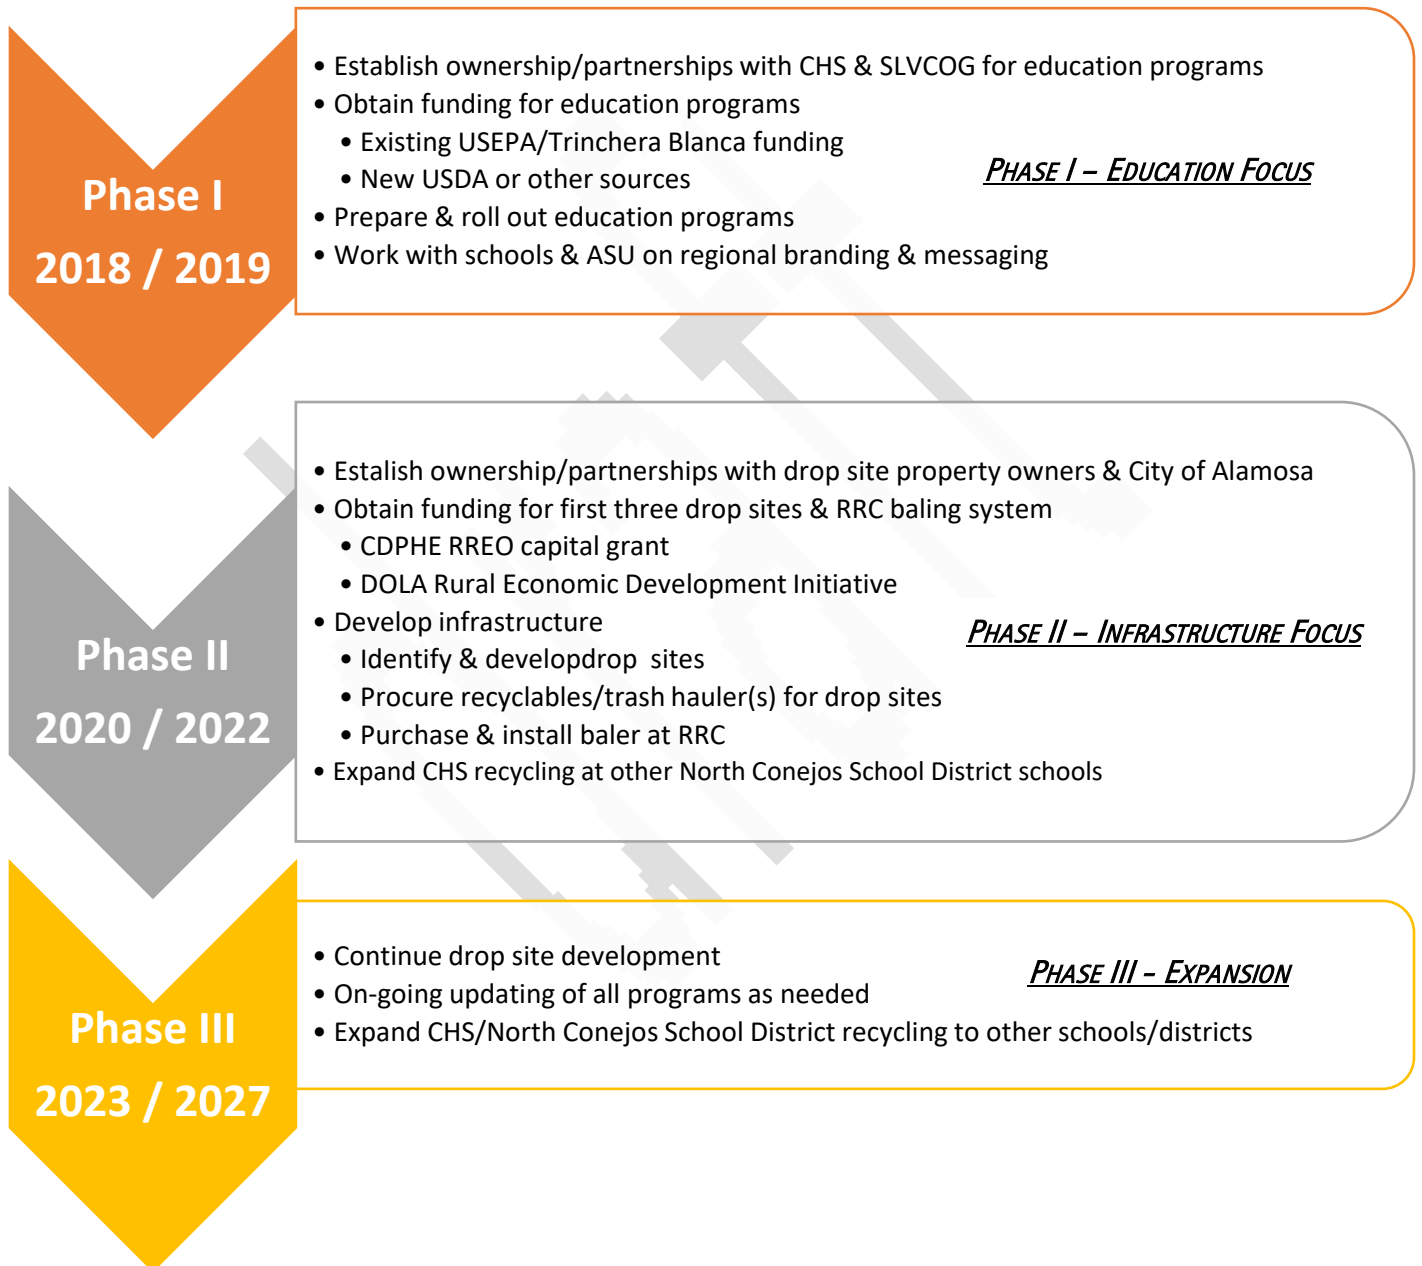 Phase I
2018 / 2019
• Establish ownership/partnerships with CHS & SLVCOG for education programs
• Obtain funding for education programs
• Existing USEPA/Trinchera Blanca funding
• New USDA or other sources
• Prepare & roll out education programs
• Work with schools & ASU on regional branding & messaging
PHASE I – EDUCATION FOCUS
Phase II
2020 / 2022
• Estalish ownership/partnerships with drop site property owners & City of Alamosa
• Obtain funding for first three drop sites & RRC baling system
• CDPHE RREO capital grant
• DOLA Rural Economic Development Initiative
• Develop infrastructure
• Identify & developdrop  sites
• Procure recyclables/trash hauler(s) for drop sites
• Purchase & install baler at RRC
• Expand CHS recycling at other North Conejos School District schools
PHASE II – INFRASTRUCTURE FOCUS
Phase III
2023 / 2027
• Continue drop site development
• On-going updating of all programs as needed
• Expand CHS/North Conejos School District recycling to other schools/districts
PHASE III – EXPANSION